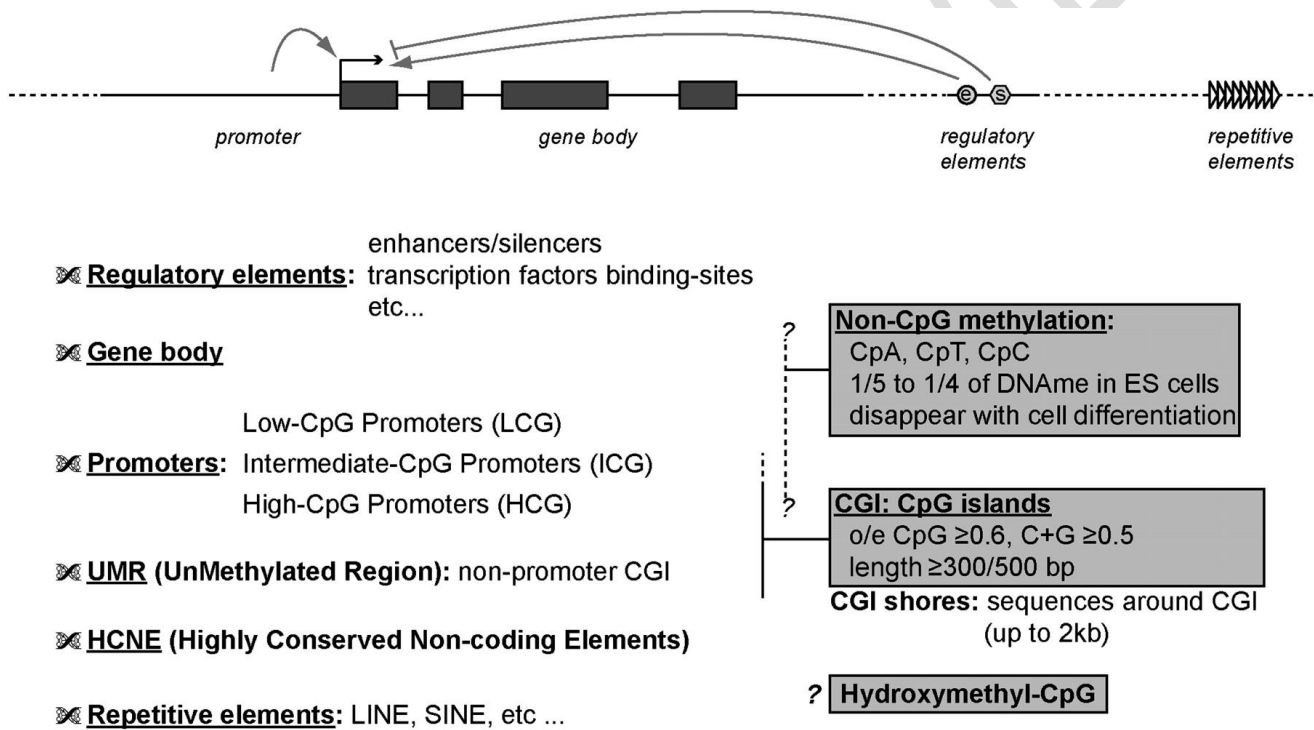 promoter
gene body
e
s
regulatory
elements
repetitive
elements
enhancers/silencers
Regulatory elements: transcription factors binding-sites
etc...
Gene body
Low-CpG Promoters (LCG)
Promoters: Intermediate-CpG Promoters (ICG)
High-CpG Promoters (HCG)
UMR (UnMethylated Region): non-promoter CGI
HCNE (Highly Conserved Non-coding Elements)
Repetitive elements: LINE, SINE, etc ...
?
Non-CpG methylation:
CpA, CpT, CpC
1/5 to 1/4 of DNAme in ES cells
disappear with cell differentiation
?
CGI: CpG islands
o/e CpG ≥0.6, C+G ≥0.5
length ≥300/500 bp
CGI shores: sequences around CGI
(up to 2kb)
? Hydroxymethyl-CpG